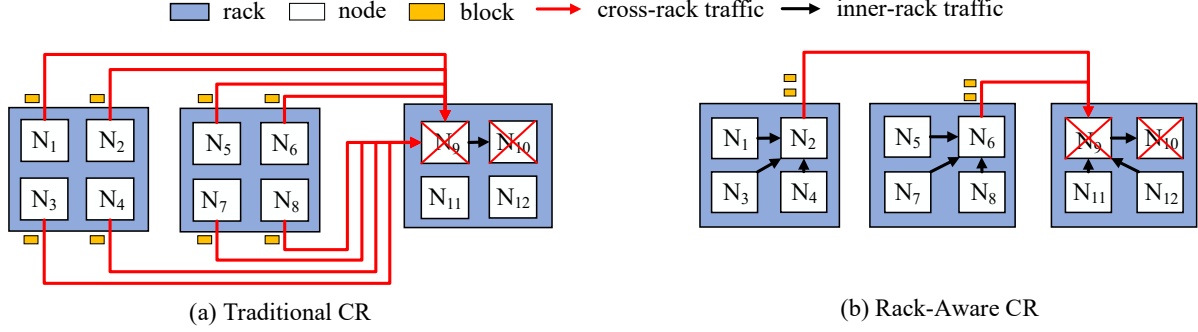 rack node block cross-rack traffic inner-rack traffic
N1 N2 N5 N6 N9 N10
N3 N4 N7 N8 N11 N12
(a) Traditional CR
N1 N2 N5 N6 N9 N10
N3 N4 N7 N8 N11 N12
(b) Rack-Aware CR